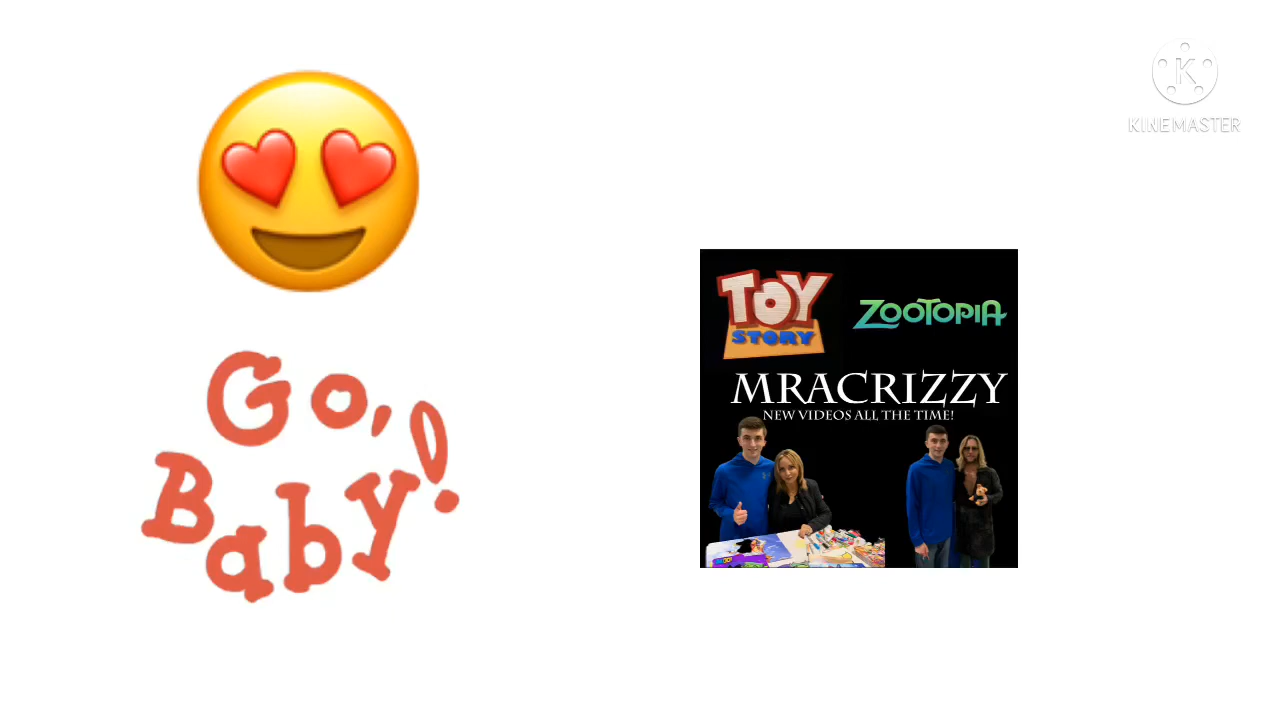 KINEMASTER
Go,
Baby!
TOY
STORY
ZOOTOPIA
MRACRIZZY
NEW VIDEOS ALL THE TIME!